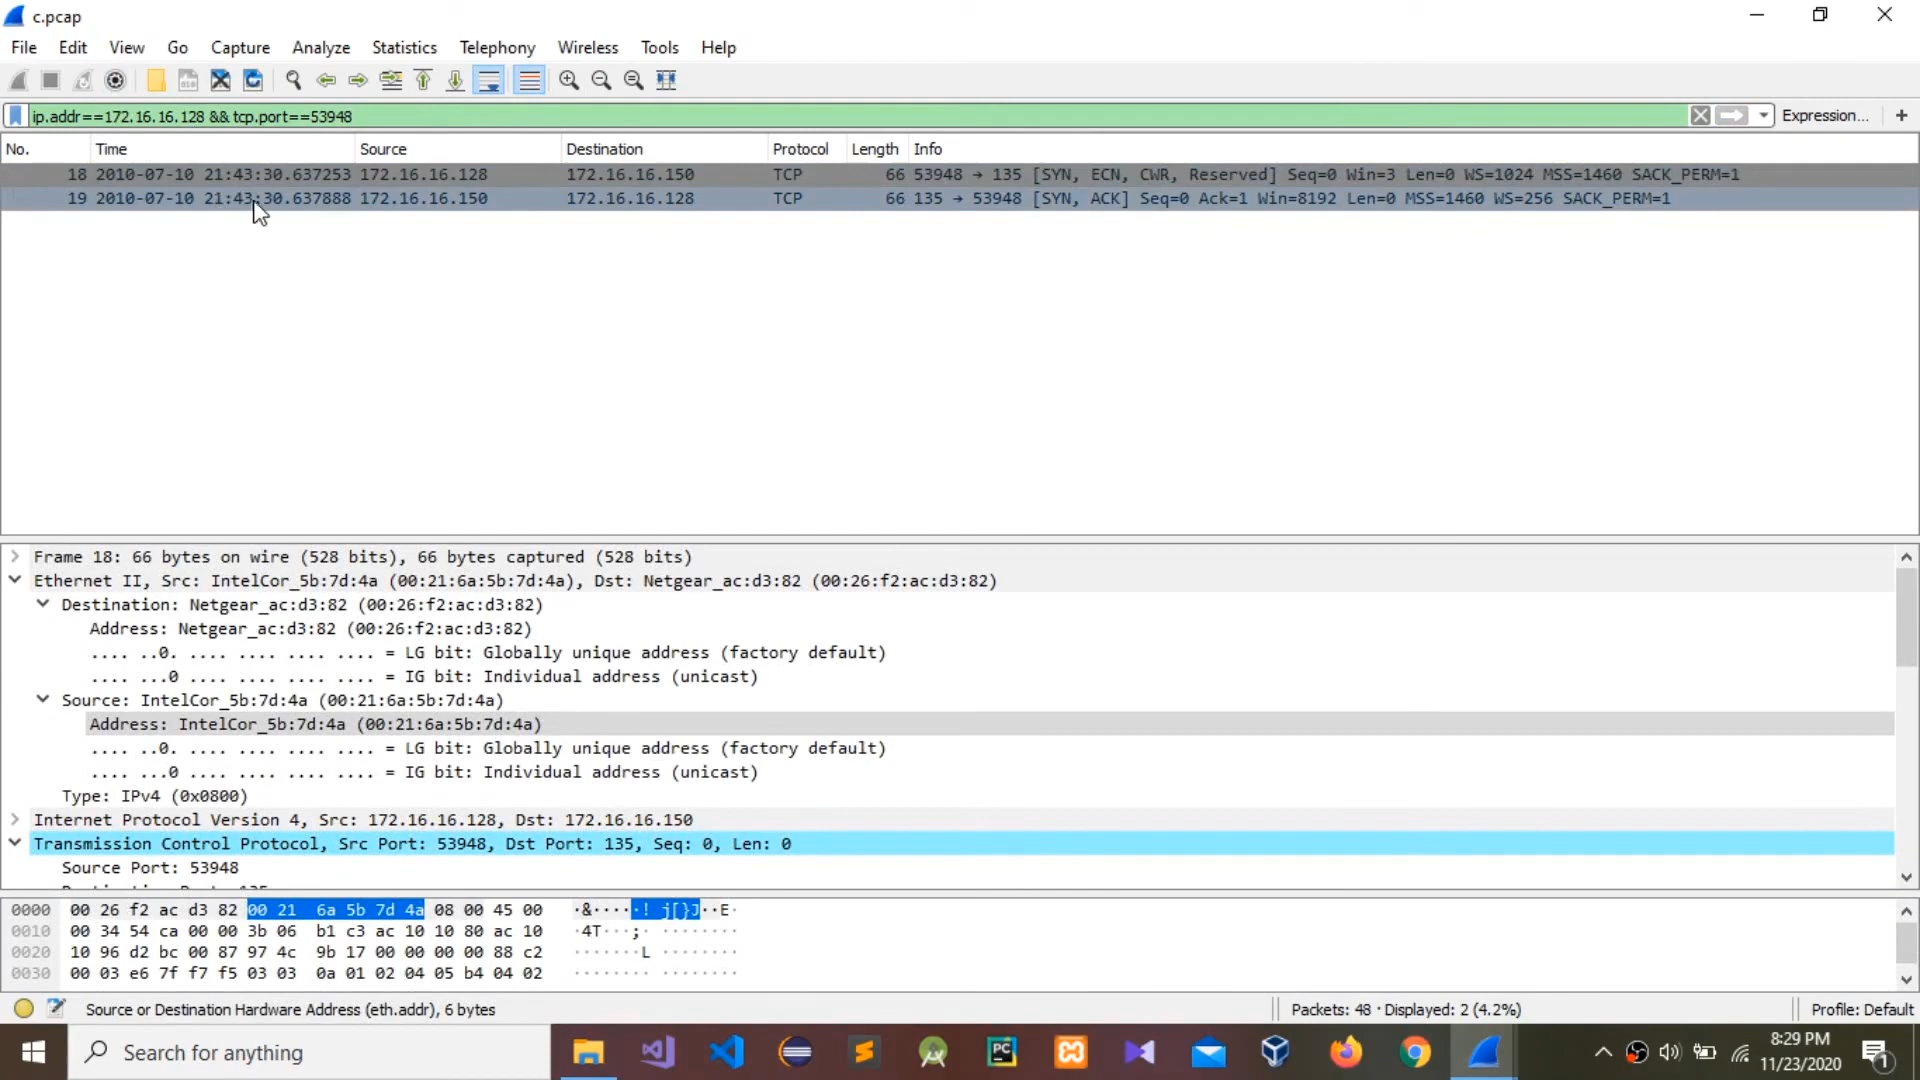 c.pcap
File Edit View Go Capture Analyze Statistics Telephony Wireless Tools Help
ip.addr==172.16.16.128 && tcp.port==53948 Expression... +
No. Time Source Destination Protocol Length Info
18 2010-07-10 21:43:30.637253 172.16.16.128 172.16.16.150 TCP 66 53948 → 135 [SYN, ECN, CWR, Reserved] Seq=0 Win=3 Len=0 WS=1024 MSS=1460 SACK_PERM=1
19 2010-07-10 21:43:30.637888 172.16.16.150 172.16.16.128 TCP 66 135 → 53948 [SYN, ACK] Seq=0 Ack=1 Win=8192 Len=0 MSS=1460 WS=256 SACK_PERM=1
Frame 18: 66 bytes on wire (528 bits), 66 bytes captured (528 bits)
Ethernet II, Src: IntelCor_5b:7d:4a (00:21:6a:5b:7d:4a), Dst: Netgear_ac:d3:82 (00:26:f2:ac:d3:82)
Destination: Netgear_ac:d3:82 (00:26:f2:ac:d3:82)
Address: Netgear_ac:d3:82 (00:26:f2:ac:d3:82)
.... ..0. .... .... .... .... = LG bit: Globally unique address (factory default)
.... ...0 .... .... .... .... = IG bit: Individual address (unicast)
Source: IntelCor_5b:7d:4a (00:21:6a:5b:7d:4a)
Address: IntelCor_5b:7d:4a (00:21:6a:5b:7d:4a)
.... ..0. .... .... .... .... = LG bit: Globally unique address (factory default)
.... ...0 .... .... .... .... = IG bit: Individual address (unicast)
Type: IPv4 (0x0800)
Internet Protocol Version 4, Src: 172.16.16.128, Dst: 172.16.16.150
Transmission Control Protocol, Src Port: 53948, Dst Port: 135, Seq: 0, Len: 0
Source Port: 53948
0000 00 26 f2 ac d3 82 00 21 6a 5b 7d 4a 08 00 45 00 ·&·····! j[}J··E·
0010 00 34 54 ca 00 00 3b 06 b1 c3 ac 10 10 80 ac 10 ·4T···;· ········
0020 10 96 d2 bc 00 87 97 4c 9b 17 00 00 00 00 88 c2 ·······L ········
0030 00 03 e6 7f f7 f5 03 03 0a 01 02 04 05 b4 04 02 ········ ········
Source or Destination Hardware Address (eth.addr), 6 bytes Packets: 48 · Displayed: 2 (4.2%) Profile: Default
Search for anything
PC
8:29 PM
11/23/2020
1